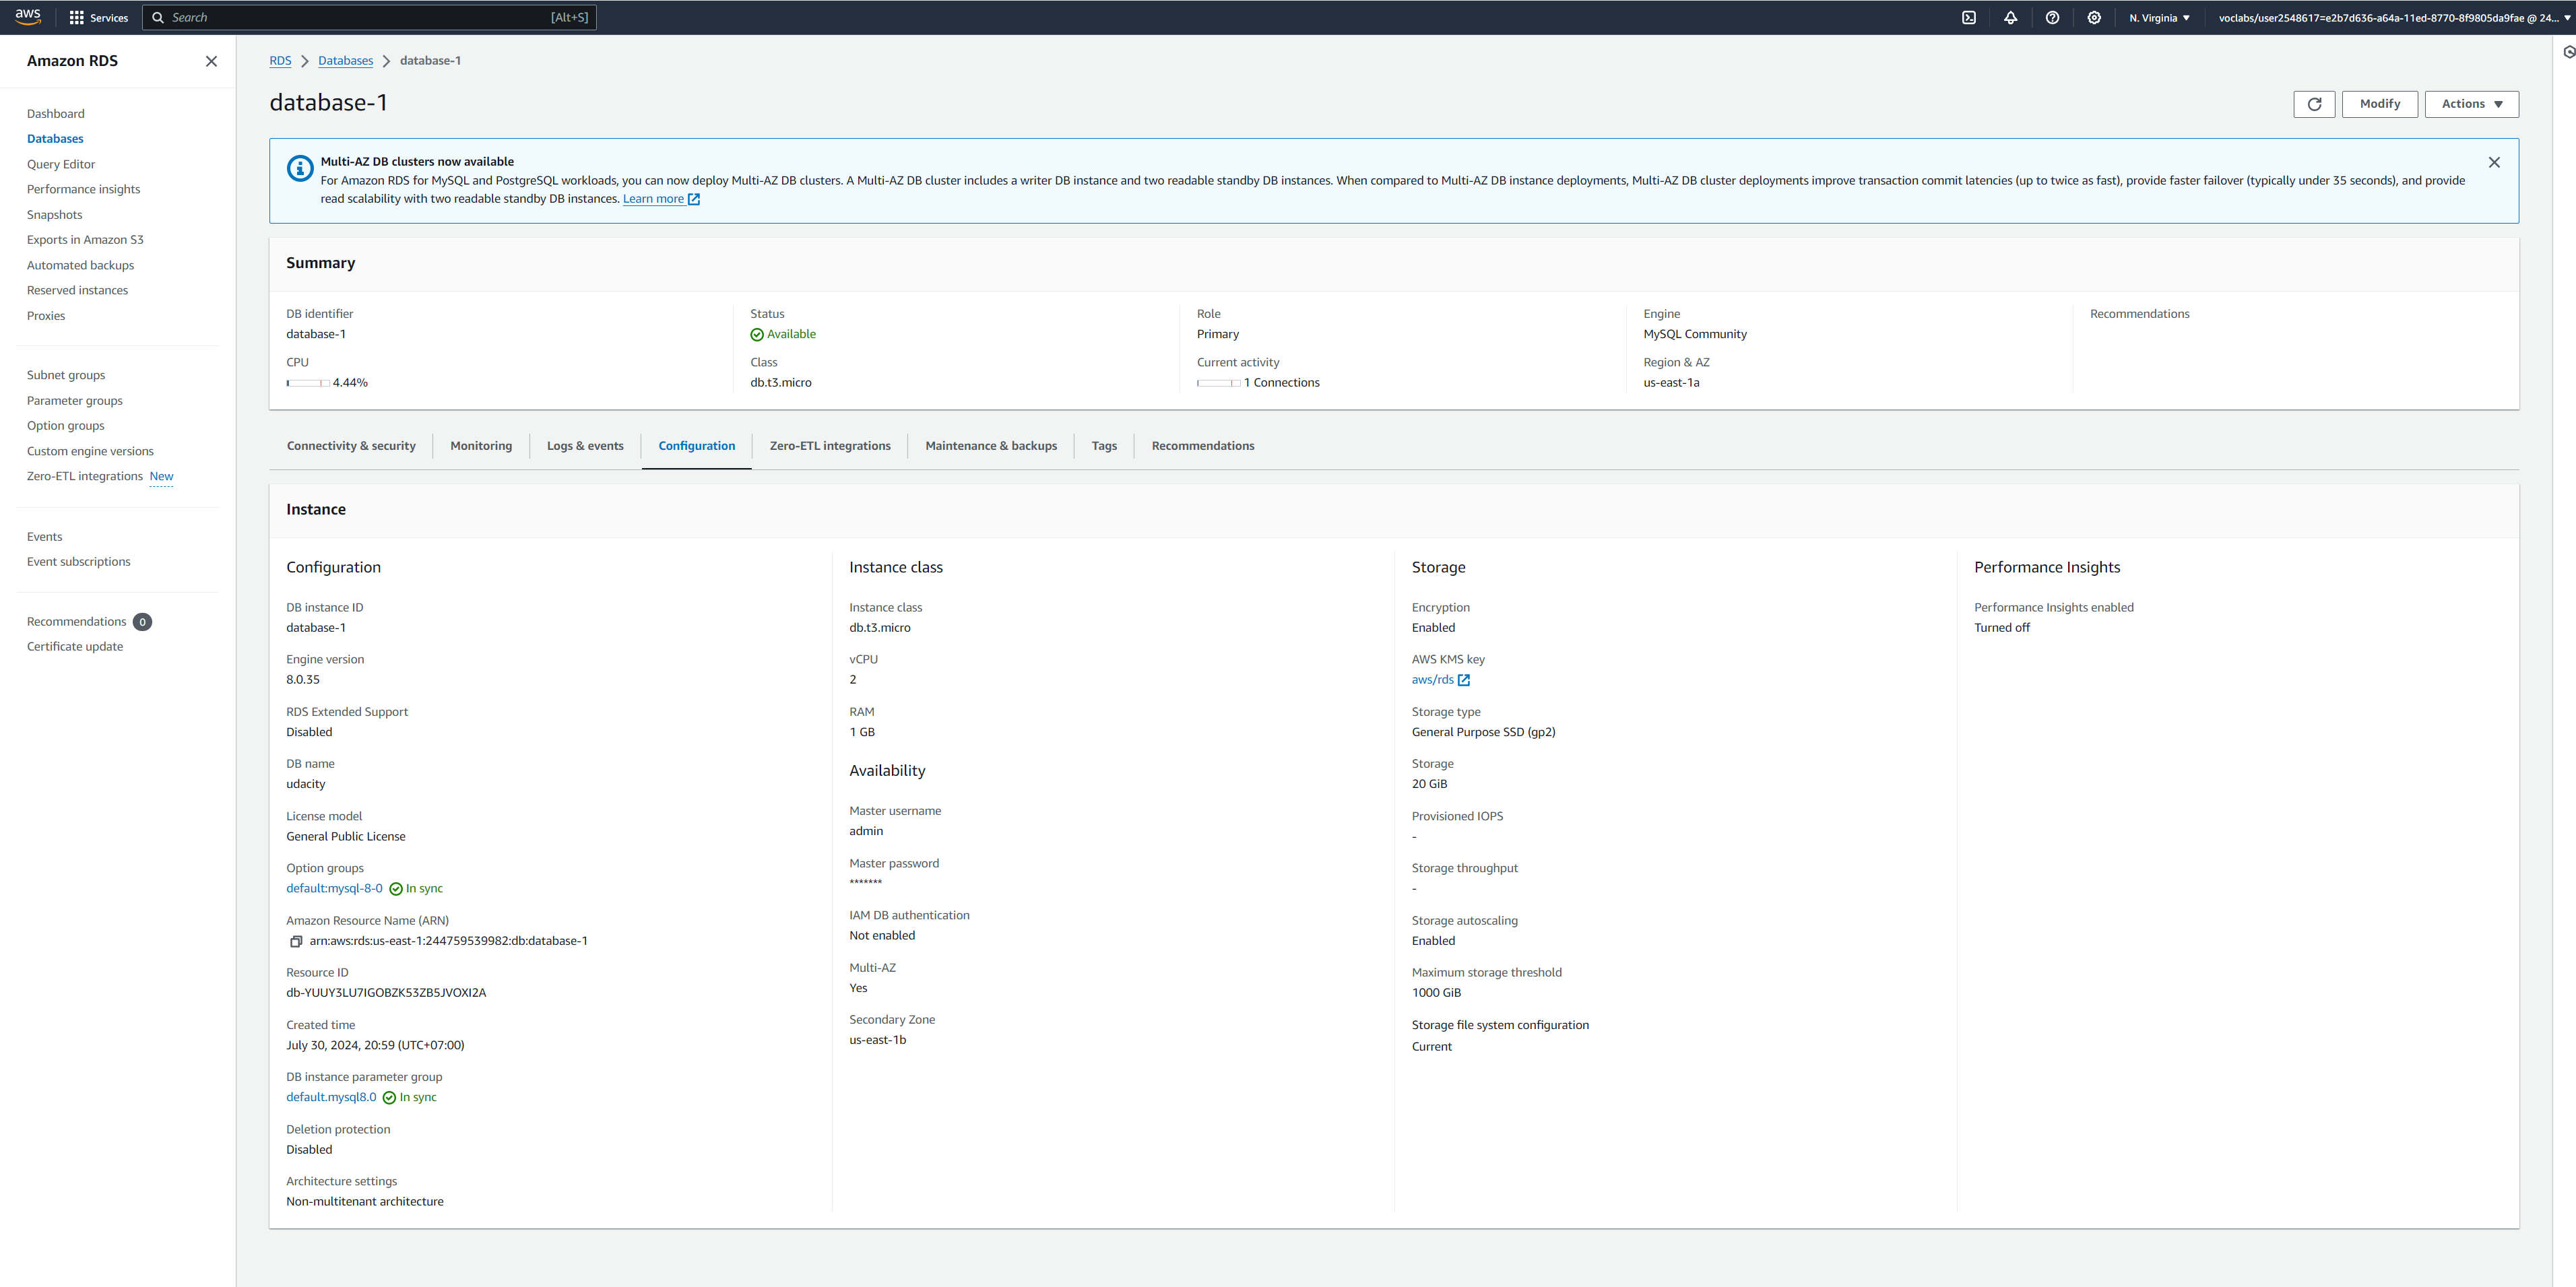 aws
Services
Search
[Alt+S]
N. Virginia
voclabs/user2548617=e2b7d636-a64a-11ed-8770-8f9805da9fae @ 24...
Amazon RDS
Dashboard
Databases
Query Editor
Performance insights
Snapshots
Exports in Amazon S3
Automated backups
Reserved instances
Proxies
Subnet groups
Parameter groups
Option groups
Custom engine versions
Zero-ETL integrations New
Events
Event subscriptions
Recommendations 0
Certificate update
RDS > Databases > database-1
database-1
Modify
Actions
Multi-AZ DB clusters now available
For Amazon RDS for MySQL and PostgreSQL workloads, you can now deploy Multi-AZ DB clusters. A Multi-AZ DB cluster includes a writer DB instance and two readable standby DB instances. When compared to Multi-AZ DB instance deployments, Multi-AZ DB cluster deployments improve transaction commit latencies (up to twice as fast), provide faster failover (typically under 35 seconds), and provide
read scalability with two readable standby DB instances. Learn more
Summary
DB identifier
database-1
CPU
4.44%
Status
Available
Class
db.t3.micro
Role
Primary
Current activity
1 Connections
Engine
MySQL Community
Region & AZ
us-east-1a
Recommendations
Connectivity & security
Monitoring
Logs & events
Configuration
Zero-ETL integrations
Maintenance & backups
Tags
Recommendations
Instance
Configuration
DB instance ID
database-1
Engine version
8.0.35
RDS Extended Support
Disabled
DB name
udacity
License model
General Public License
Option groups
default:mysql-8-0 In sync
Amazon Resource Name (ARN)
arn:aws:rds:us-east-1:244759539982:db:database-1
Resource ID
db-YUUY3LU7IGOBZK53ZB5JVOXI2A
Created time
July 30, 2024, 20:59 (UTC+07:00)
DB instance parameter group
default.mysql8.0 In sync
Deletion protection
Disabled
Architecture settings
Non-multitenant architecture
Instance class
Instance class
db.t3.micro
vCPU
2
RAM
1 GB
Availability
Master username
admin
Master password
*******
IAM DB authentication
Not enabled
Multi-AZ
Yes
Secondary Zone
us-east-1b
Storage
Encryption
Enabled
AWS KMS key
aws/rds
Storage type
General Purpose SSD (gp2)
Storage
20 GiB
Provisioned IOPS
-
Storage throughput
-
Storage autoscaling
Enabled
Maximum storage threshold
1000 GiB
Storage file system configuration
Current
Performance Insights
Performance Insights enabled
Turned off